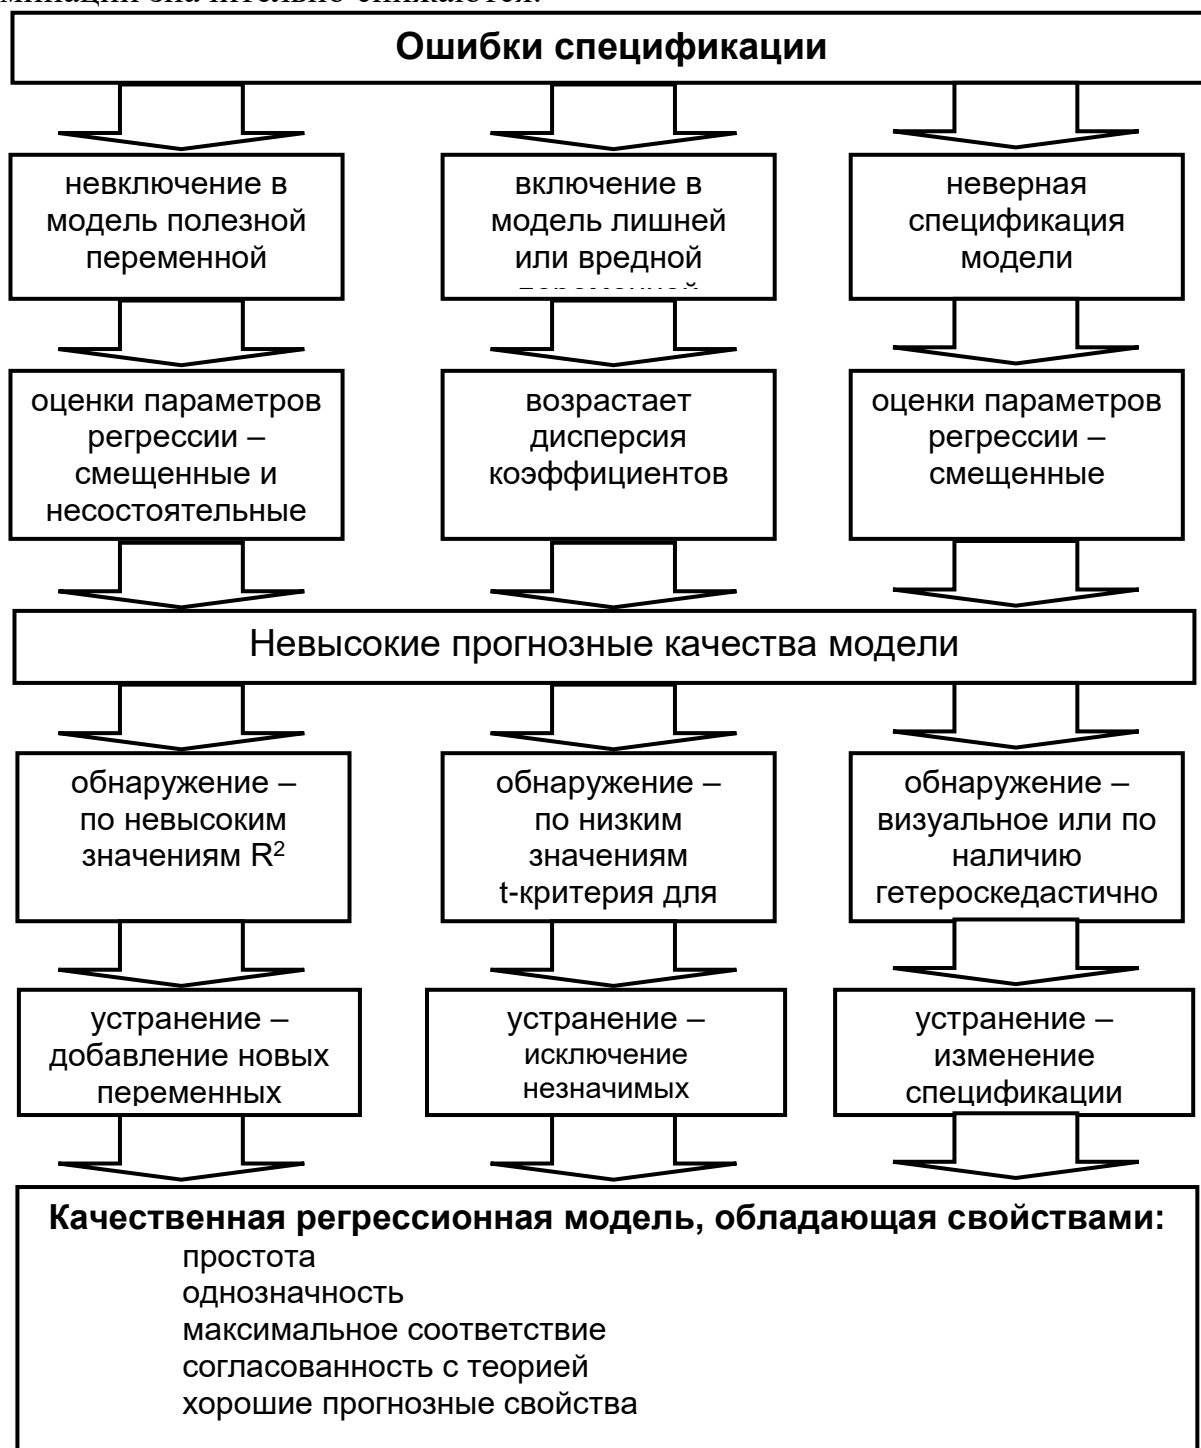 Ошибки спецификации
невключение в
модель полезной
переменной
включение в
модель лишней
или вредной
неверная
спецификация
модели
оценки параметров
регрессии –
смещенные и
несостоятельные
возрастает
дисперсия
коэффициентов
оценки параметров
регрессии –
смещенные
Невысокие прогнозные качества модели
обнаружение –
по невысоким
значениям R²
обнаружение –
по низким
значениям
t-критерия для
обнаружение –
визуальное или по
наличию
гетероскедастично
устранение –
добавление новых
переменных
устранение –
исключение
незначимых
устранение –
изменение
спецификации
Качественная регрессионная модель, обладающая свойствами:
простота
однозначность
максимальное соответствие
согласованность с теорией
хорошие прогнозные свойства